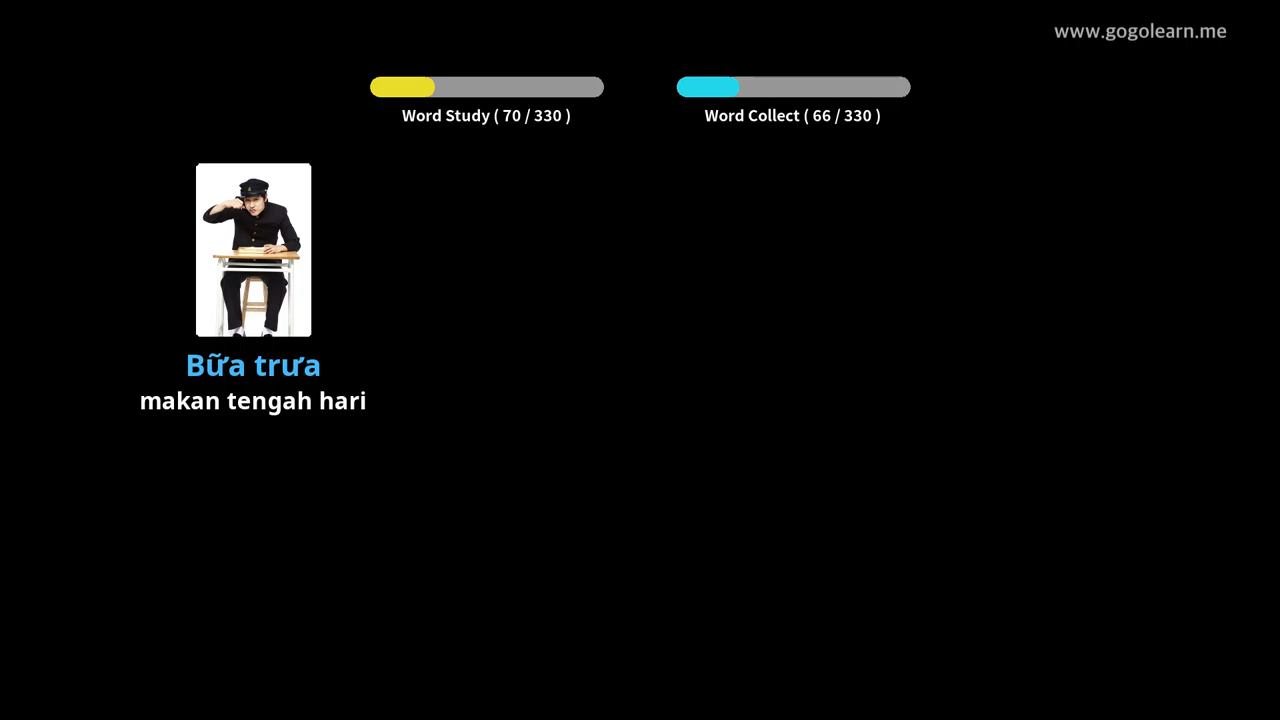 www.gogolearn.me
Word Study ( 70 / 330 )
Word Collect ( 66 / 330 )
Bữa trưa
makan tengah hari